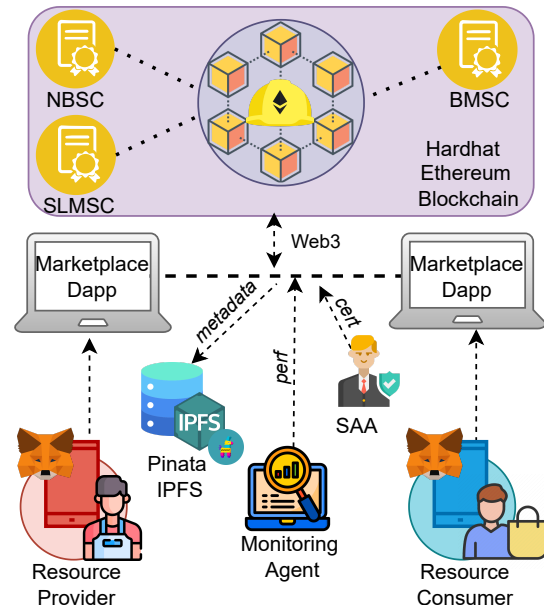 NBSC
BMSC
SLMSC
Hardhat
Ethereum
Blockchain
Web3
Marketplace
Dapp
Marketplace
Dapp
metadata
cert
perf
IPFS
SAA
Pinata
IPFS
Monitoring
Agent
Resource
Provider
Resource
Consumer